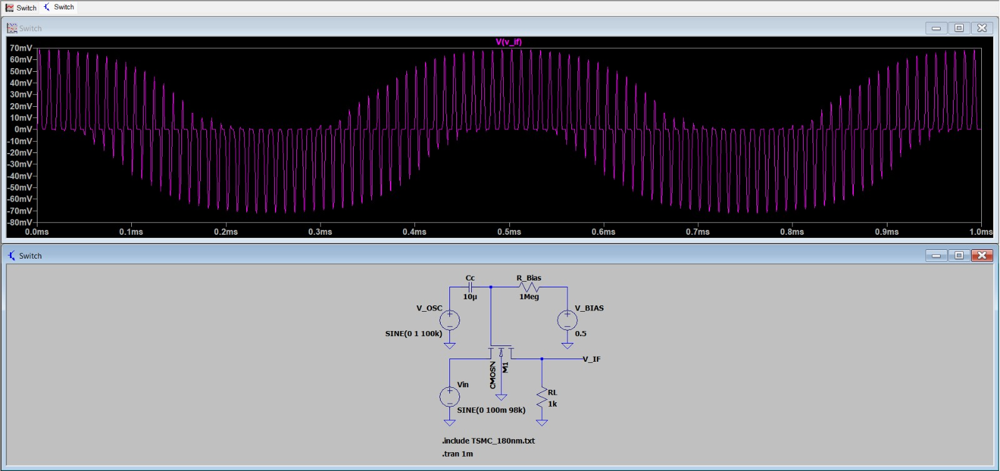 Switch Switch
Switch
V(v_if)
70mV
60mV
50mV
40mV
30mV
20mV
10mV
0mV
-10mV
-20mV
-30mV
-40mV
-50mV
-60mV
-70mV
-80mV
0.0ms 0.1ms 0.2ms 0.3ms 0.4ms 0.5ms 0.6ms 0.7ms 0.8ms 0.9ms 1.0ms
Switch
Cc
10µ
R_Bias
1Meg
V_OSC
SINE(0 1 100k)
V_BIAS
0.5
CMOSN
M1
V_IF
Vin
SINE(0 100m 98k)
RL
1k
.include TSMC_180nm.txt
.tran 1m